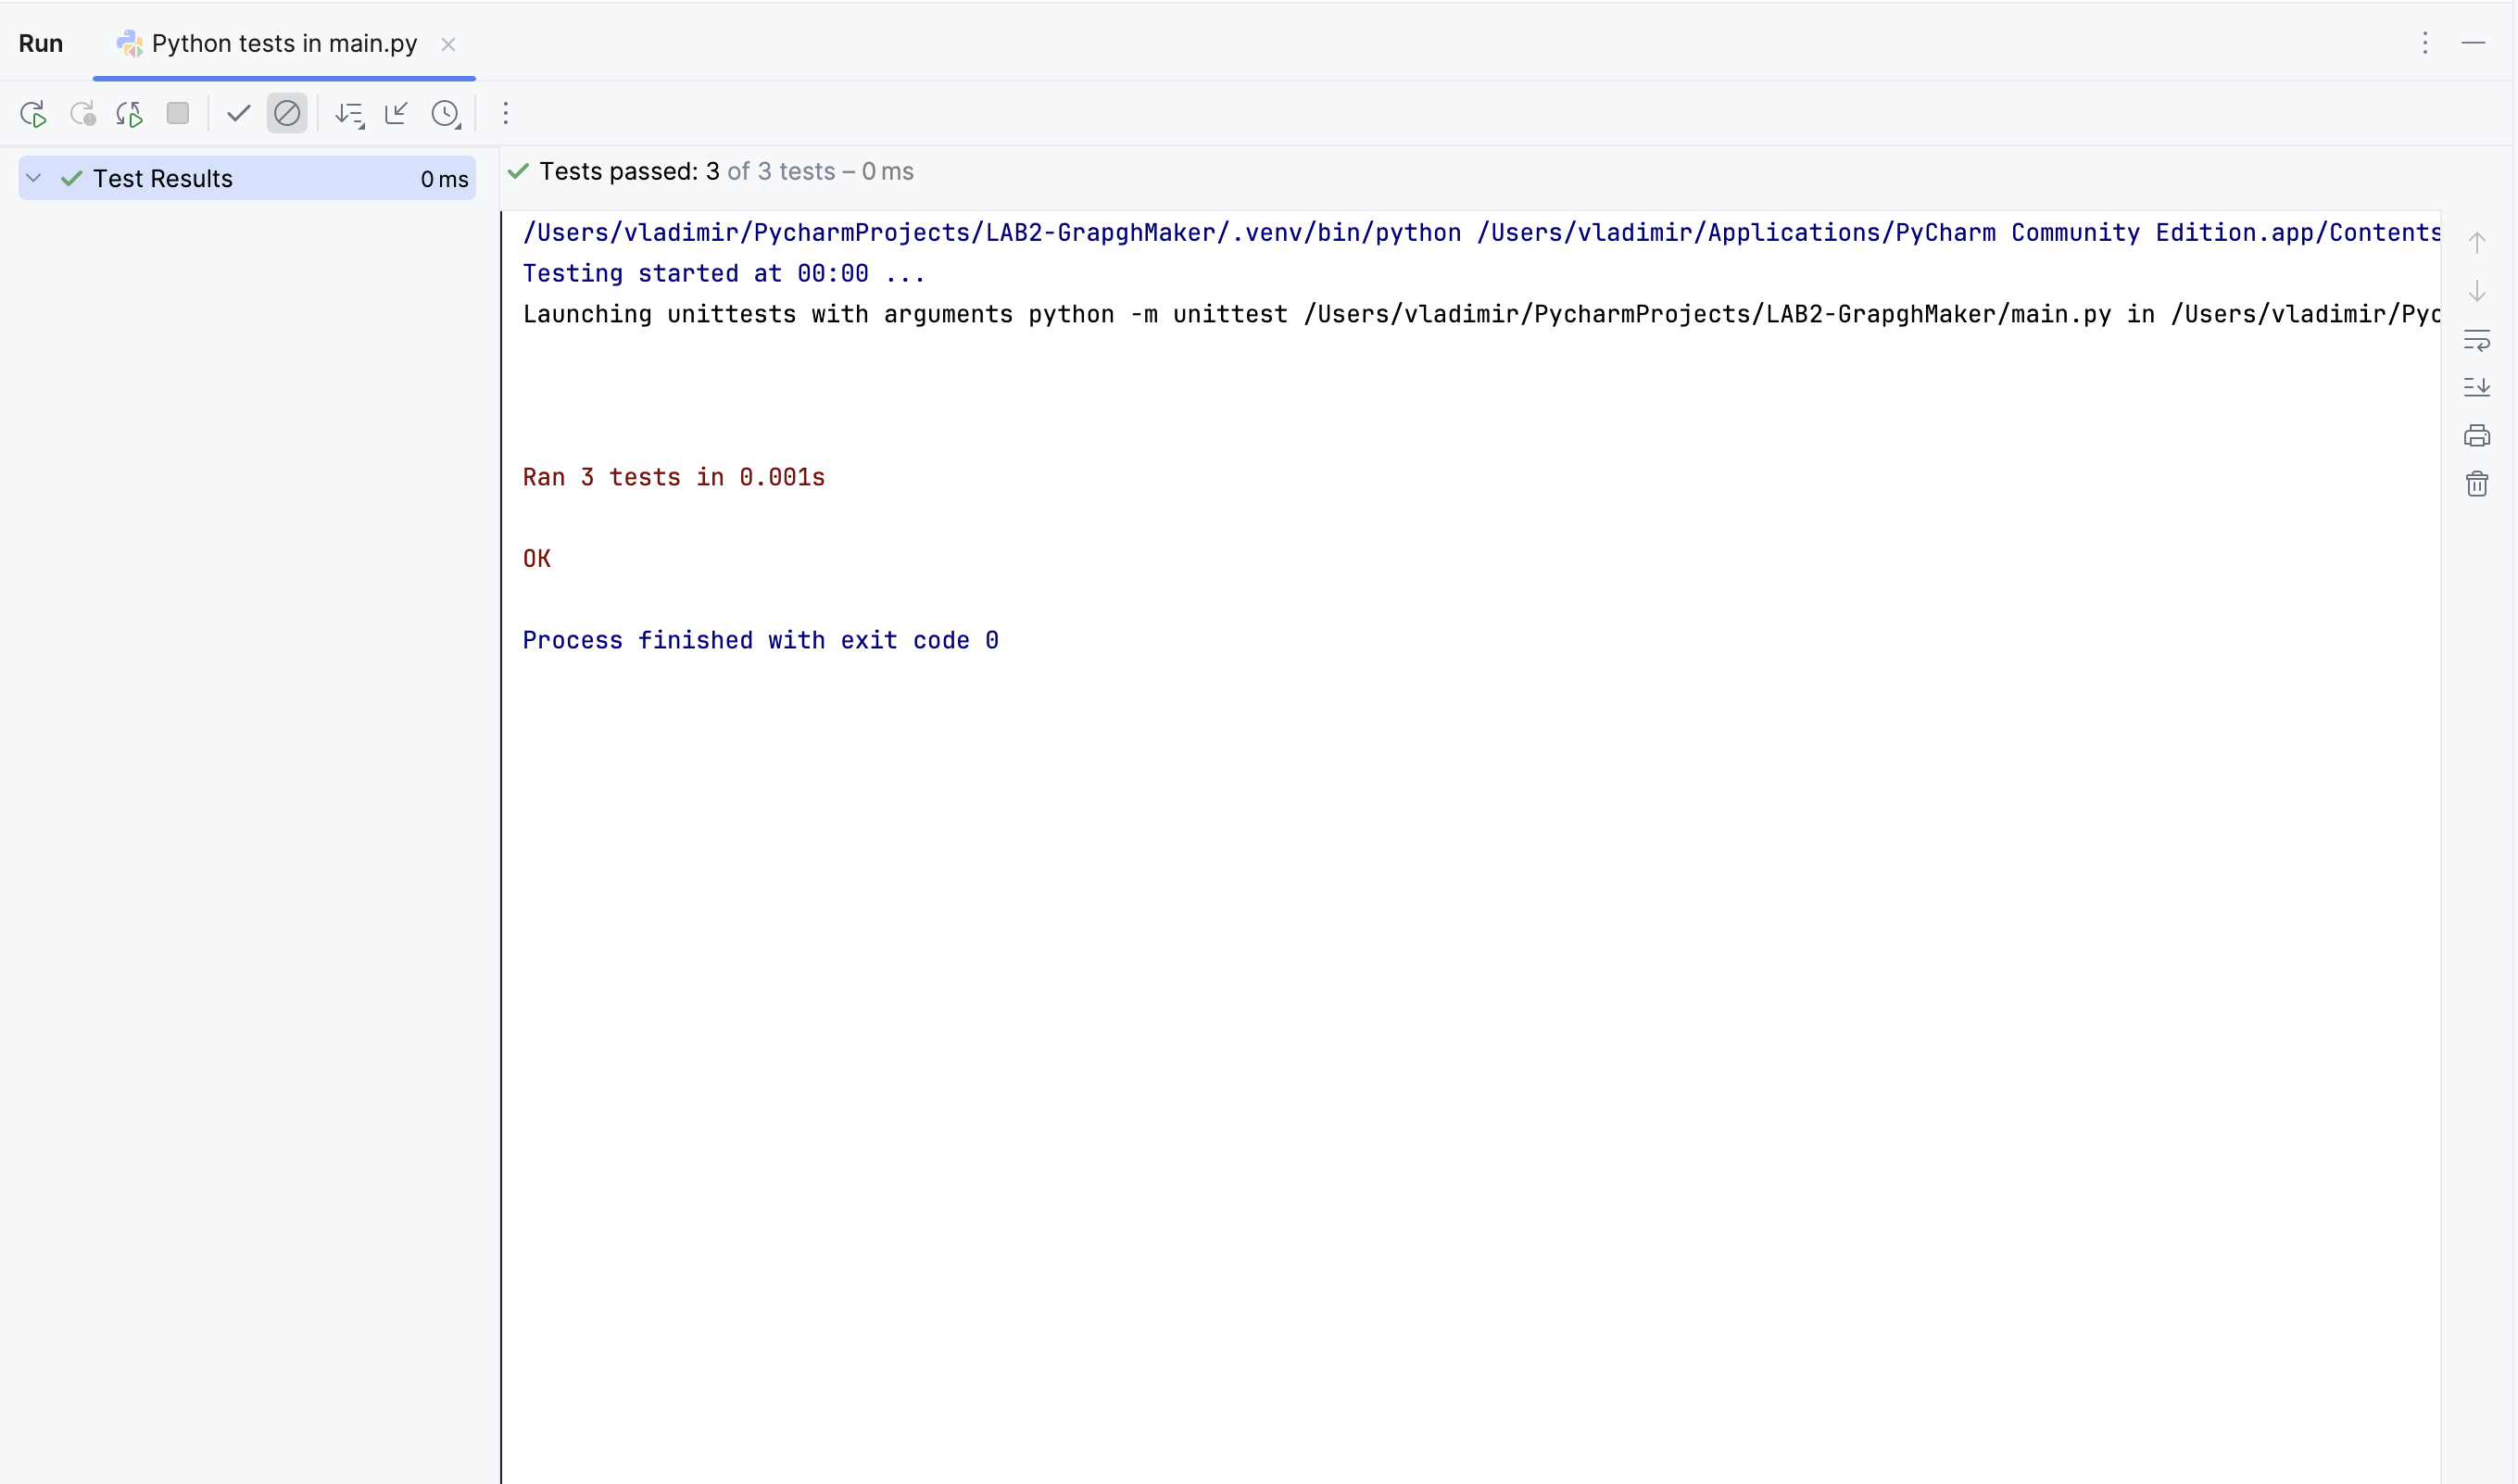 Run
Python tests in main.py
Test Results
0 ms
Tests passed: 3 of 3 tests – 0 ms
/Users/vladimir/PycharmProjects/LAB2-GrapghMaker/.venv/bin/python /Users/vladimir/Applications/PyCharm Community Edition.app/Contents
Testing started at 00:00 ...
Launching unittests with arguments python -m unittest /Users/vladimir/PycharmProjects/LAB2-GrapghMaker/main.py in /Users/vladimir/Pyc
Ran 3 tests in 0.001s
OK
Process finished with exit code 0